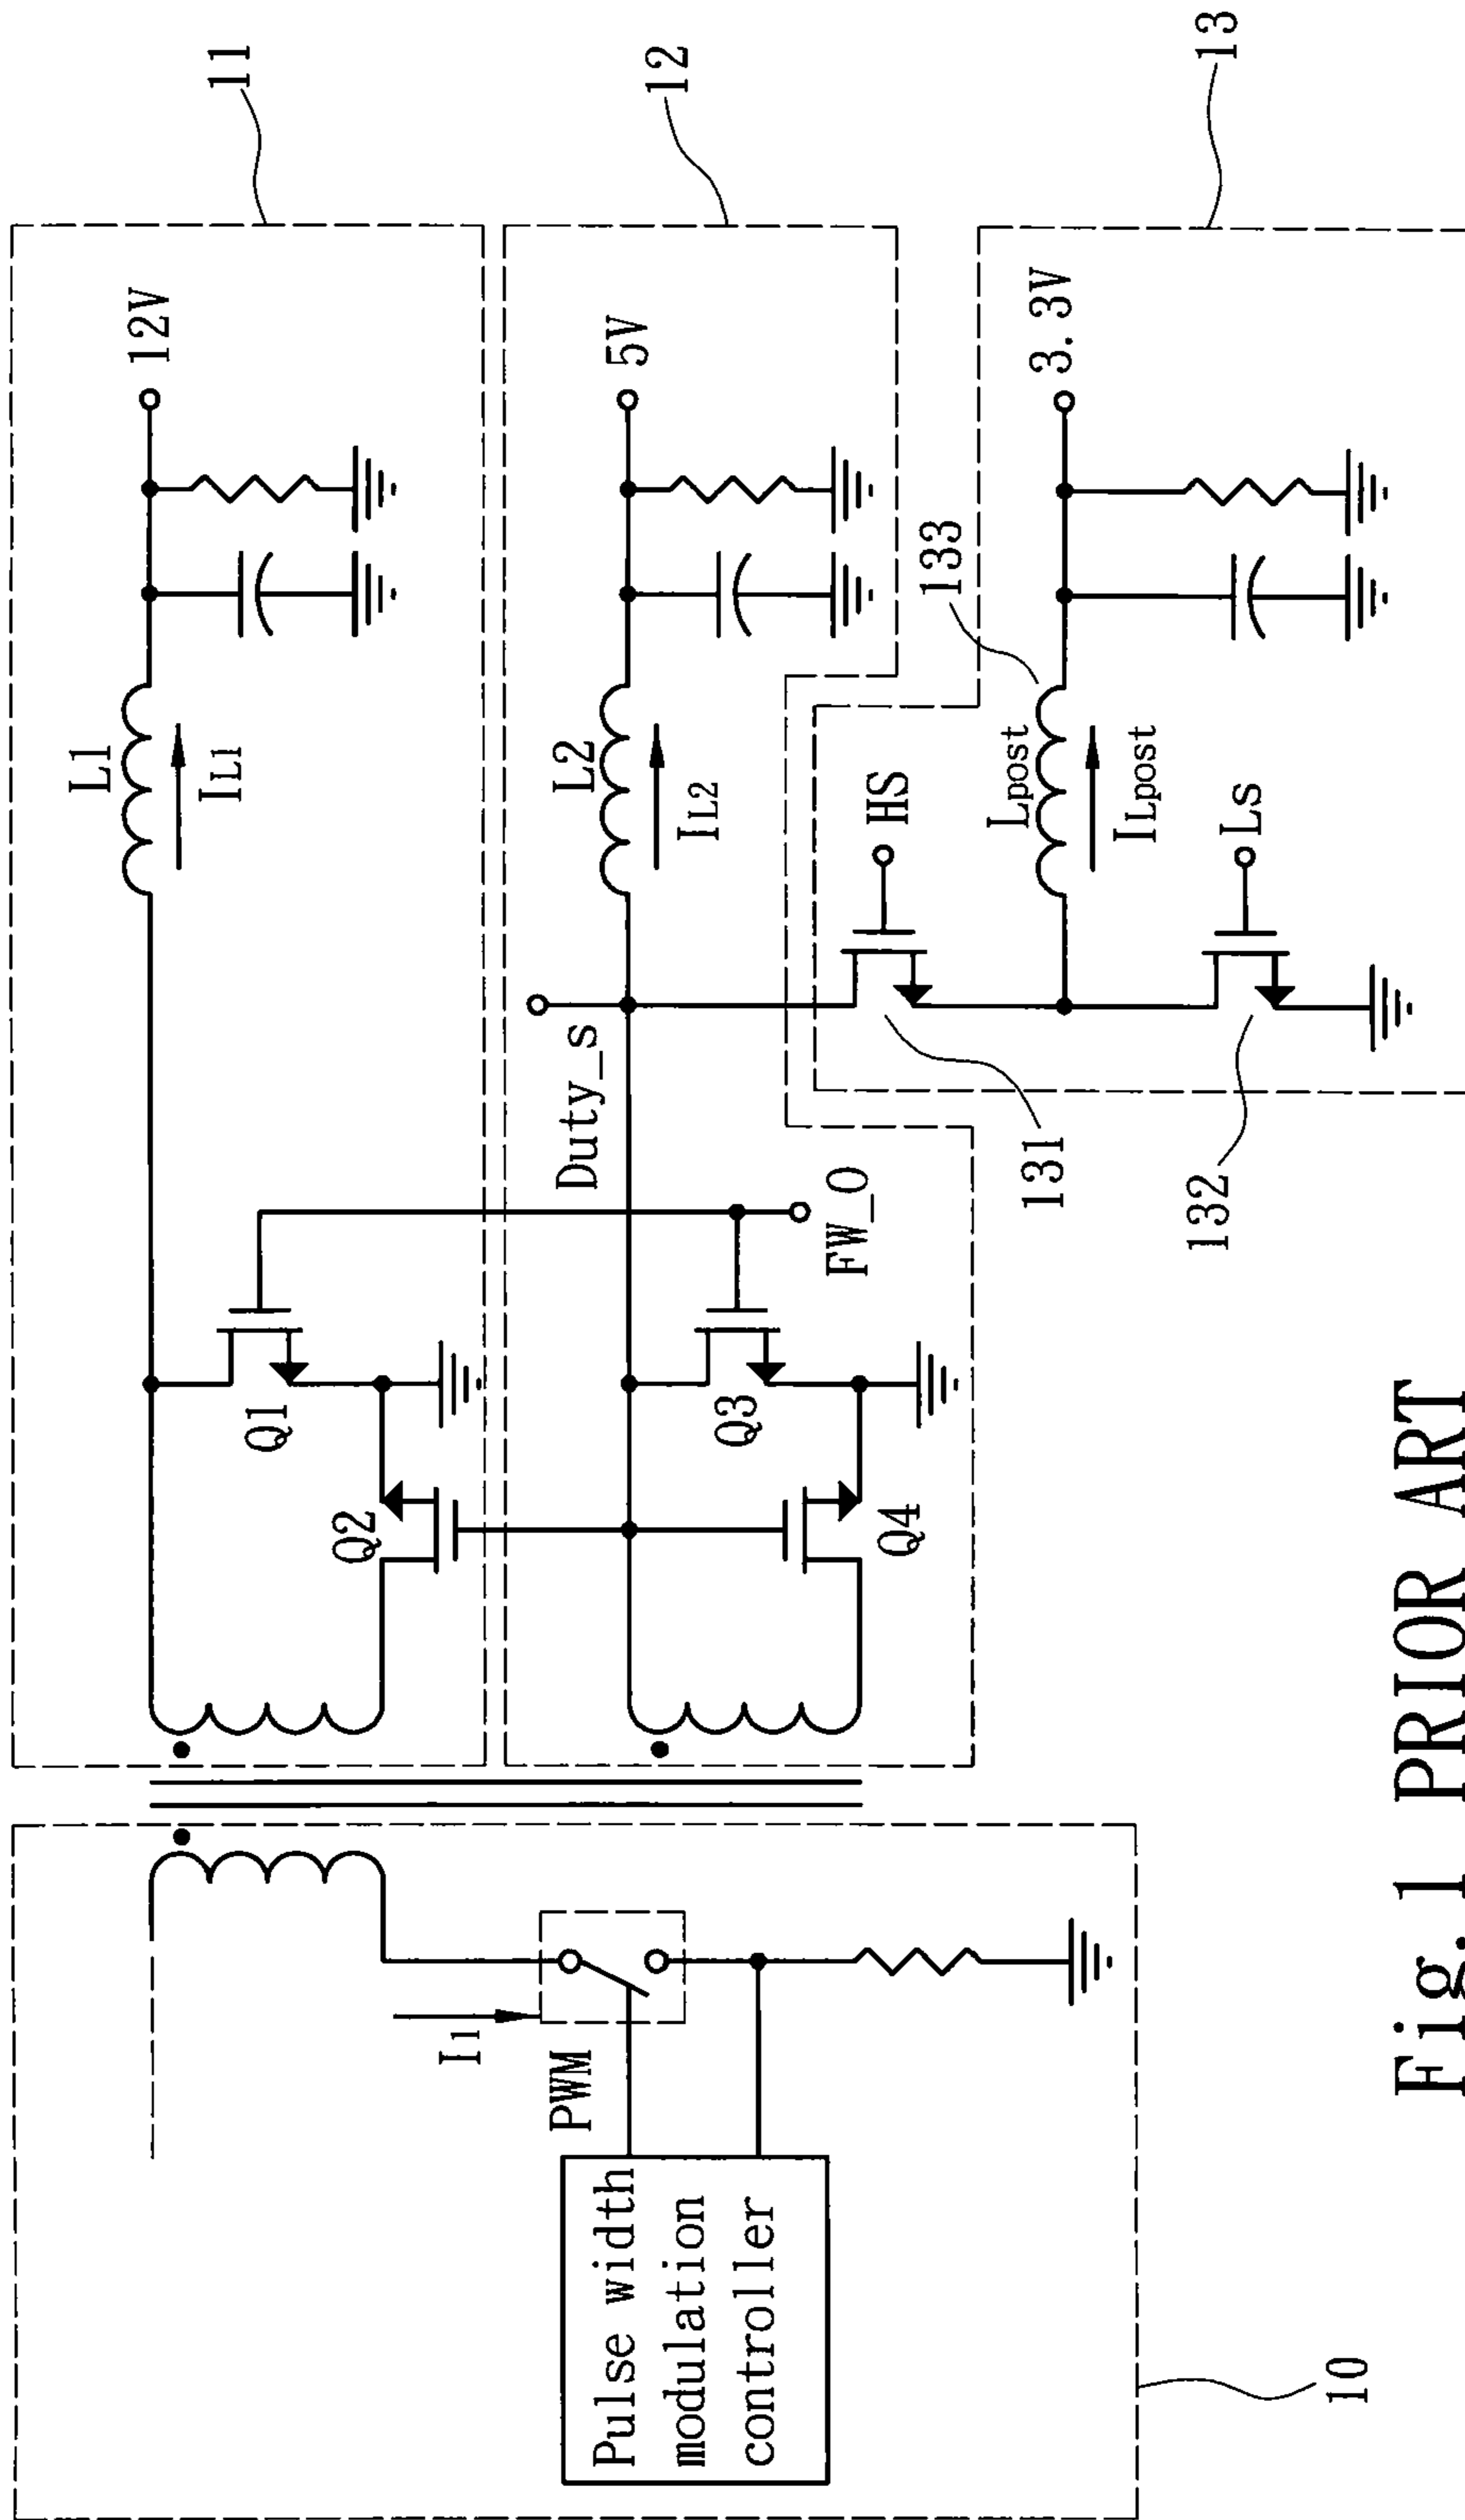 11
12V
L1
IL1
Q1
Q2
12
5V
L2
IL2
Duty_s
FW_O
Q3
Q4
13
3.3V
133
Lpost
ILpost
HS
Ls
131
132
I1
PWM
Pulse width
modulation
controller
10
Fig.1 PRIOR ART